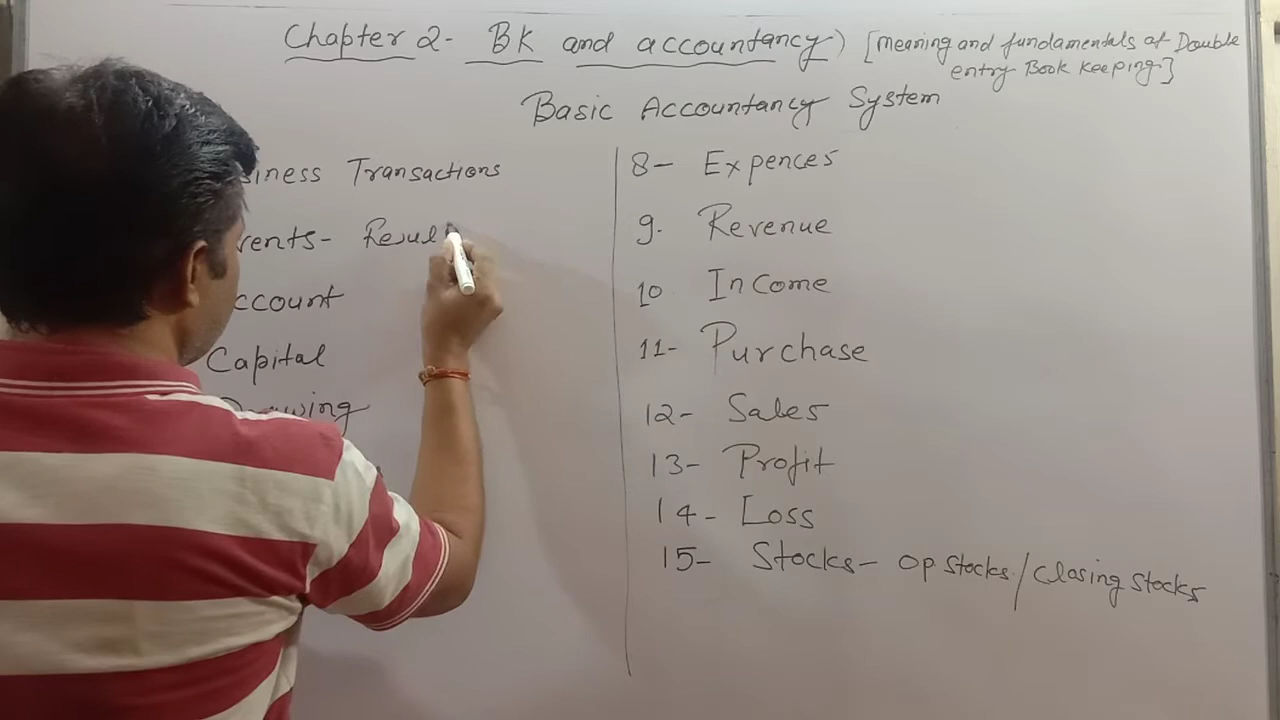 Chapter 2- BK and accountancy) [Meaning and fundamentals of Double
entry Book Keeping.]
Basic Accountancy System
siness Transactions
vents- Resul
ccount
Capital
Drawing
8- Expences
9. Revenue
10 Income
11- Purchase
12- Sales
13- Profit
14- Loss
15- Stocks- op stocks/closing stocks